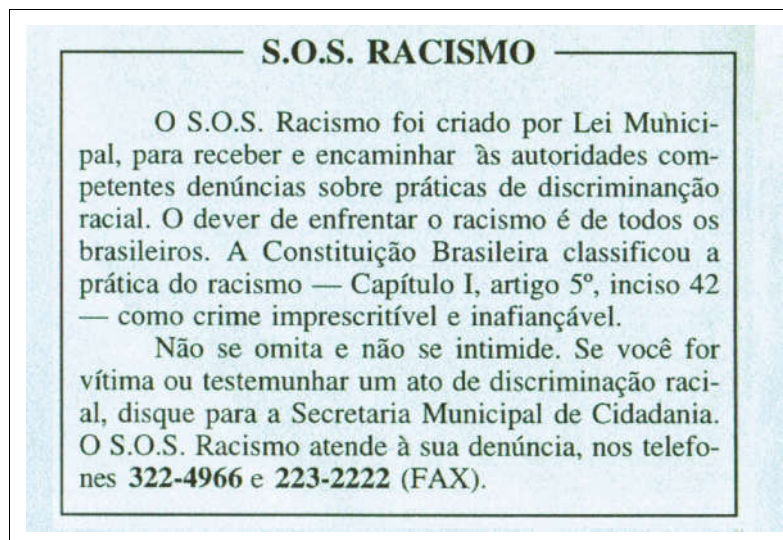 S.O.S. RACISMO
O S.O.S. Racismo foi criado por Lei Munici-
pal, para receber e encaminhar às autoridades com-
petentes denúncias sobre práticas de discriminanção
racial. O dever de enfrentar o racismo é de todos os
brasileiros. A Constituição Brasileira classificou a
prática do racismo — Capítulo I, artigo 5º, inciso 42
— como crime imprescritível e inafiançável.
Não se omita e não se intimide. Se você for
vítima ou testemunhar um ato de discriminação raci-
al, disque para a Secretaria Municipal de Cidadania.
O S.O.S. Racismo atende à sua denúncia, nos telefo-
nes 322-4966 e 223-2222 (FAX).